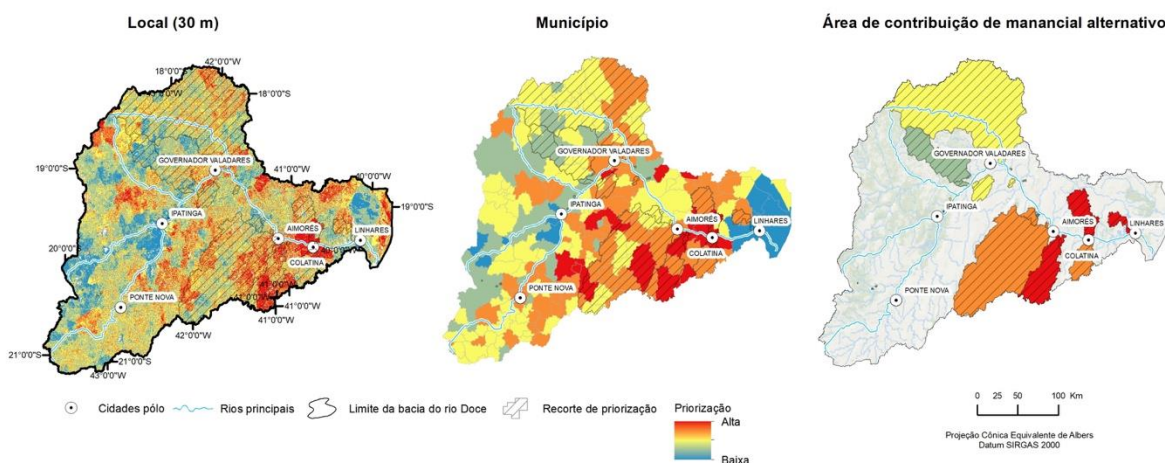 Local (30 m)
Município
Área de contribuição de manancial alternativo
42°0'0"W
18°0'0"S
18°0'0"S
0'0"W
19°0'0"S
41°0'0"W
40°0'0"W
19°0'0"S
GOVERNADOR VALADARES
IPATINGA
AIMORÉS
LINHARES
COLATINA
PONTE NOVA
20°0'0"S
41°0'0"W
41°0'0"W
42°0'0"W
21°0'0"S
21°0'0"S
43°0'0"W
GOVERNADOR VALADARES
IPATINGA
AIMORÉS
LINHARES
COLATINA
PONTE NOVA
GOVERNADOR VALADARES
IPATINGA
AIMORÉS
LINHARES
COLATINA
PONTE NOVA
Cidades pólo
Rios principais
Limite da bacia do rio Doce
Recorte de priorização
Priorização
Alta
Baixa
0 25 50 100 Km
Projeção Cônica Equivalente de Albers
Datum SIRGAS 2000